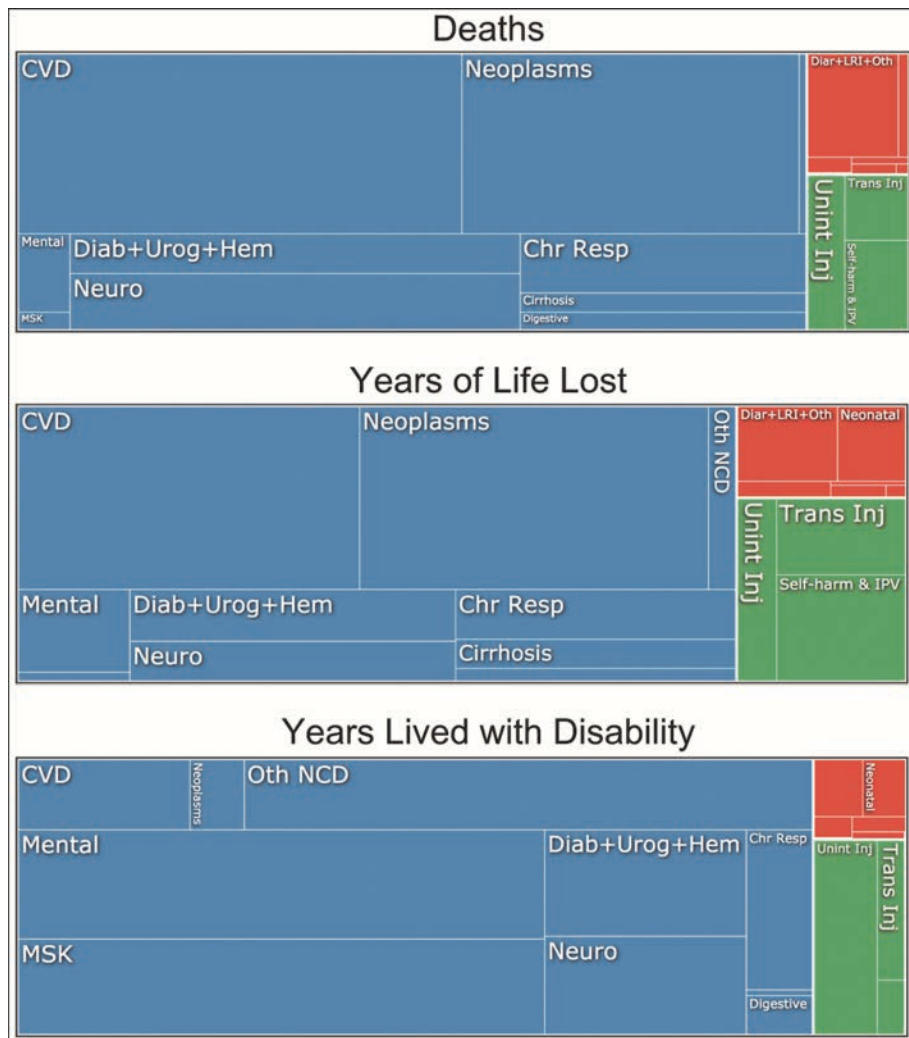 Deaths
CVD
Neoplasms
Diar+LRI+Oth
Unint Inj
Trans Inj
Self-harm & IPV
Mental
Diab+Urog+Hem
Chr Resp
Neuro
Cirrhosis
MSK
Digestive
Years of Life Lost
CVD
Neoplasms
Oth NCD
Diar+LRI+Oth
Neonatal
Unint Inj
Trans Inj
Self-harm & IPV
Mental
Diab+Urog+Hem
Chr Resp
Neuro
Cirrhosis
Years Lived with Disability
CVD
Neoplasms
Oth NCD
Neonatal
Mental
Diab+Urog+Hem
Chr Resp
Unint Inj
Trans Inj
MSK
Neuro
Digestive